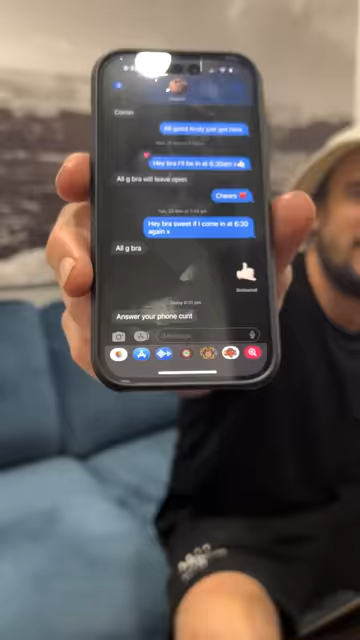 All good Andy just got here
Hey bra I'll be in at 6:30am x
All g bra will leave open
Cheers
Hey bra sweet if I come in at 6:30
again x
All g bra
Answer your phone cunt
iMessage